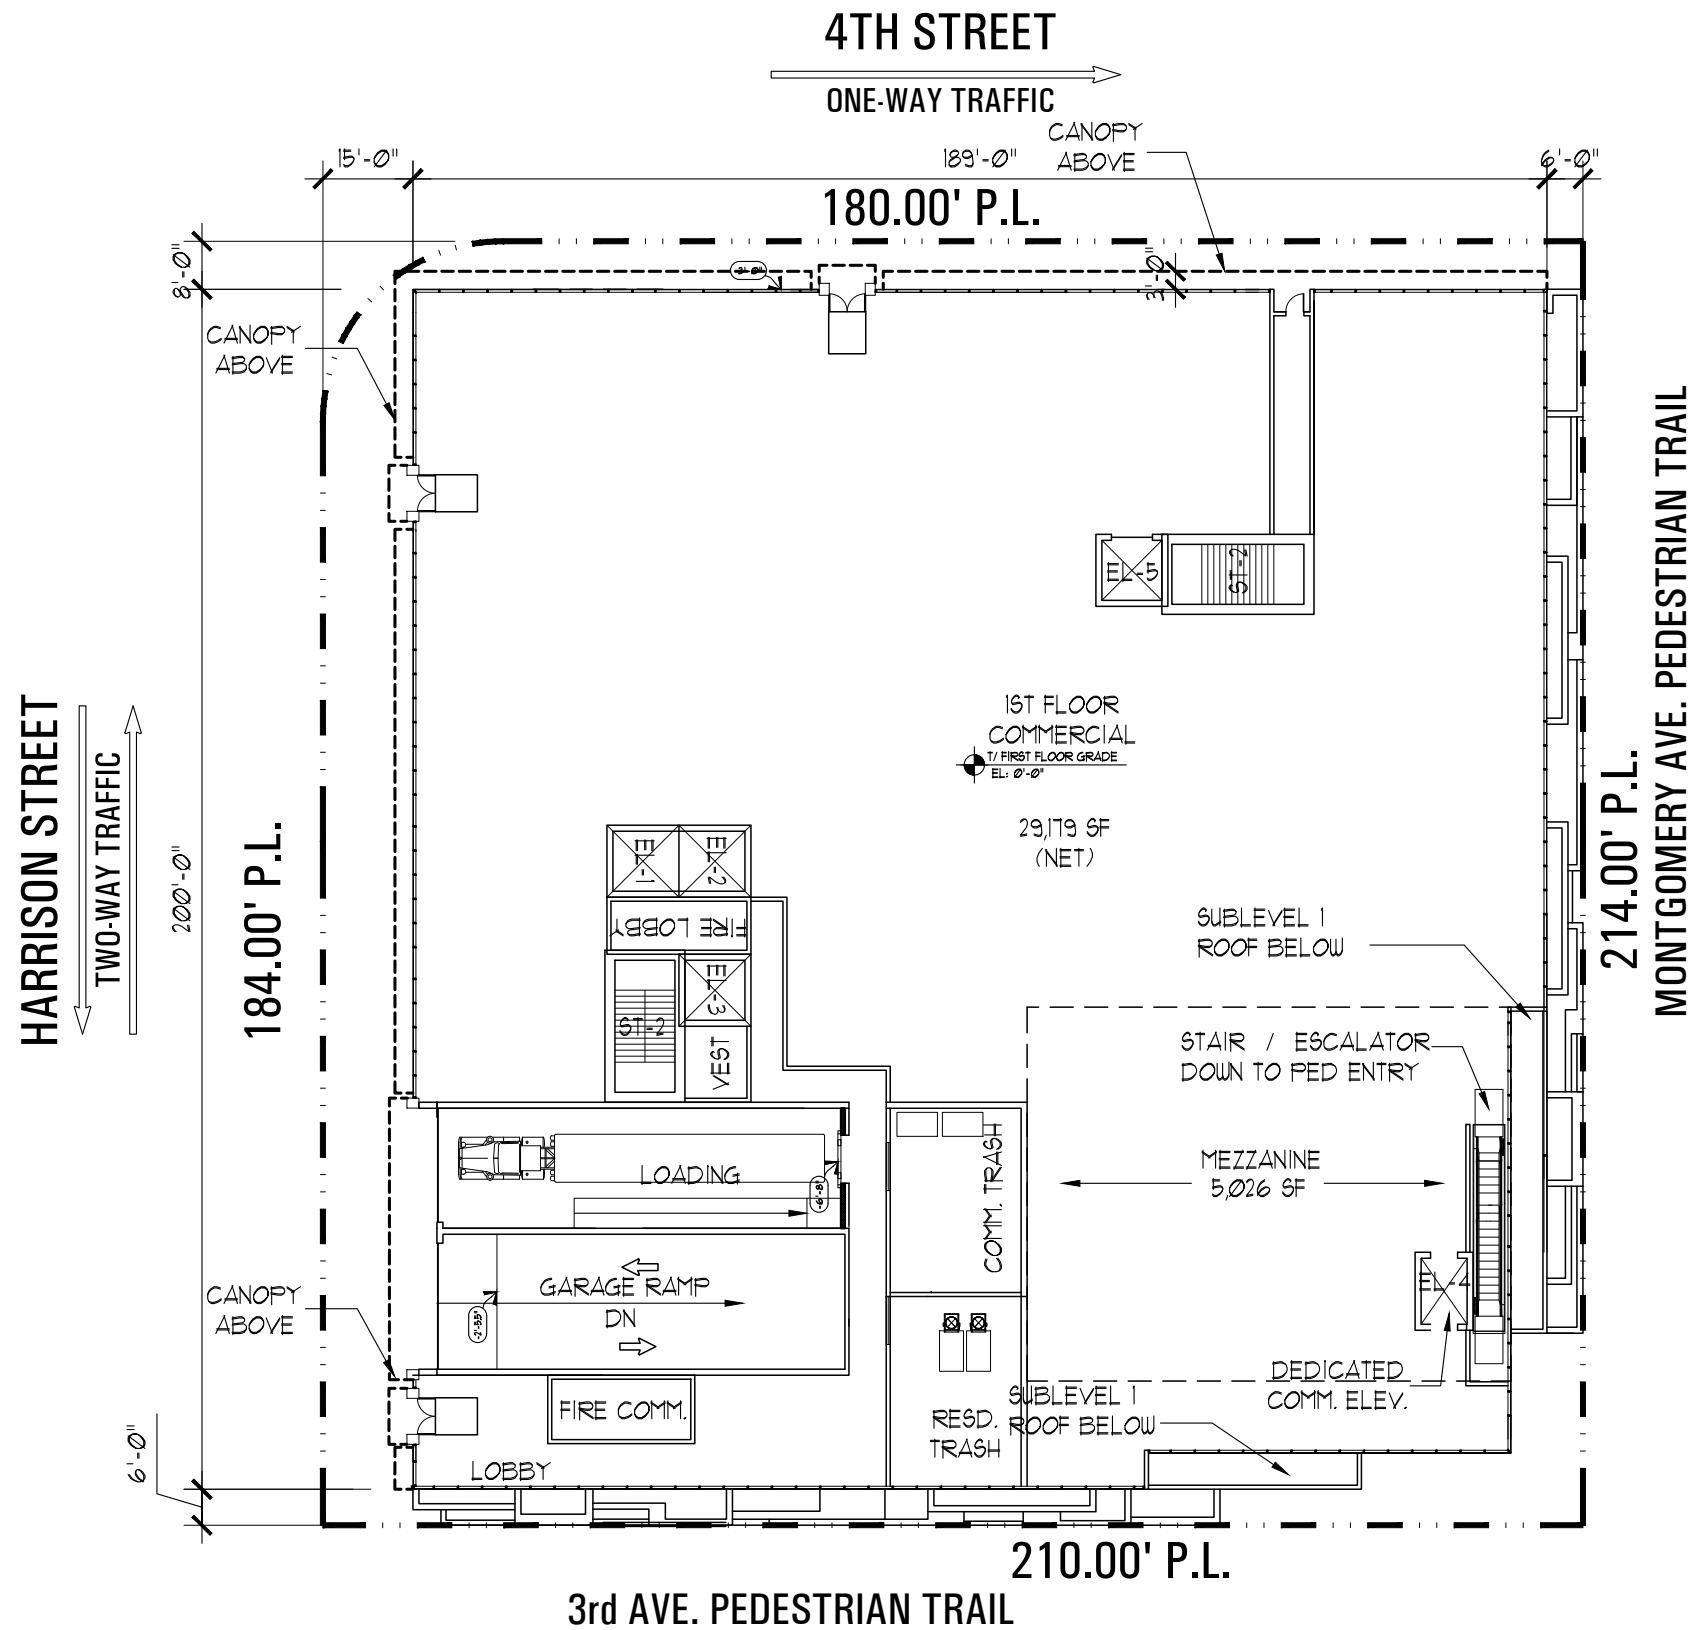 4TH STREET
ONE-WAY TRAFFIC
CANOPY
ABOVE
15'-0"
189'-0"
6'-0"
180.00' P.L.
8'-0"
3'-0"
CANOPY
ABOVE
EL-5
ST-2
1ST FLOOR
COMMERCIAL
T/ FIRST FLOOR GRADE
EL: 0'-0"
29,179 SF
(NET)
HARRISON STREET
TWO-WAY TRAFFIC
200'-0"
184.00' P.L.
MONTGOMERY AVE. PEDESTRIAN TRAIL
214.00' P.L.
EL-1
EL-2
FIRE LOBBY
EL-3
ST-2
VEST
SUBLEVEL 1
ROOF BELOW
STAIR / ESCALATOR
DOWN TO PED ENTRY
LOADING
-6'-8"
COMM. TRASH
MEZZANINE
5,026 SF
GARAGE RAMP
DN
EL-4
CANOPY
ABOVE
DEDICATED
COMM. ELEV.
FIRE COMM.
RESD.
TRASH
SUBLEVEL 1
ROOF BELOW
LOBBY
6'-0"
210.00' P.L.
3rd AVE. PEDESTRIAN TRAIL